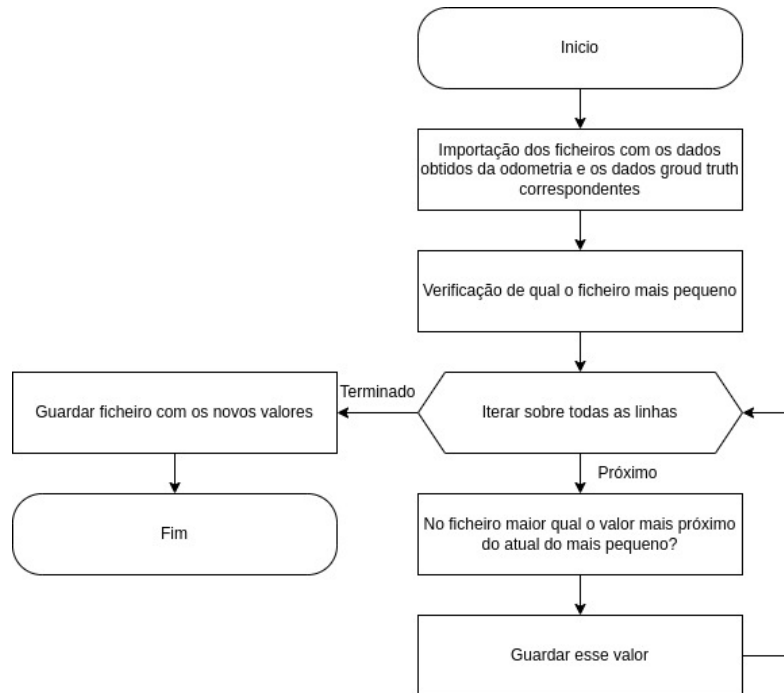 Inicio
Importação dos ficheiros com os dados
obtidos da odometria e os dados groud truth
correspondentes
Verificação de qual o ficheiro mais pequeno
Terminado
Guardar ficheiro com os novos valores
Iterar sobre todas as linhas
Próximo
Fim
No ficheiro maior qual o valor mais próximo
do atual do mais pequeno?
Guardar esse valor